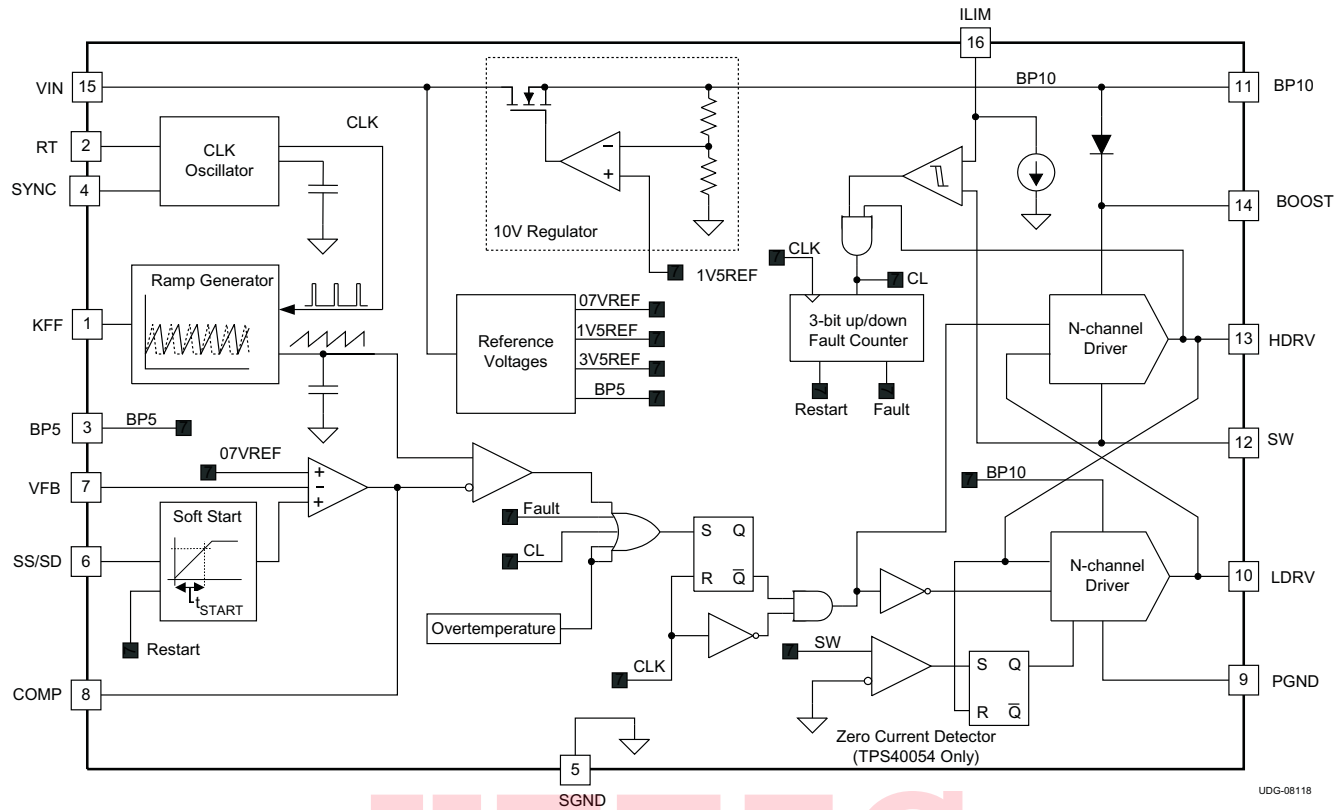 ILIM
16
VIN
15
BP10
11
BP10
RT
2
CLK
Oscillator
CLK
SYNC
4
−
+
10V Regulator
1V5REF
14
BOOST
CLK
CL
Ramp Generator
KFF
1
Reference
Voltages
07VREF
1V5REF
3V5REF
BP5
3-bit up/down
Fault Counter
Restart
Fault
N-channel
Driver
13
HDRV
BP5
3
BP5
12
SW
07VREF
VFB
7
+
−
+
BP10
Soft Start
tSTART
SS/SD
6
Fault
CL
S
Q
R
Q̅
N-channel
Driver
10
LDRV
Overtemperature
Restart
CLK
SW
S
Q
R
Q̅
COMP
8
9
PGND
Zero Current Detector
(TPS40054 Only)
5
SGND
UDG-08118